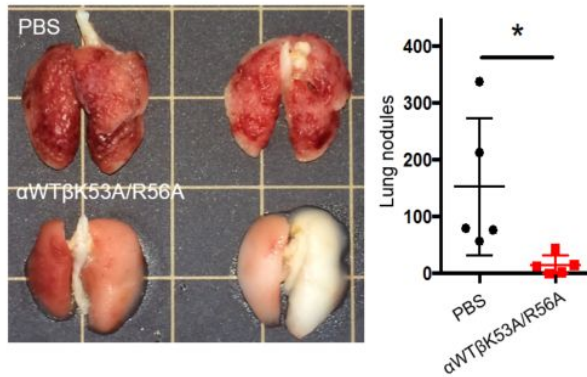 PBS
αWTβK53A/R56A
*
Lung nodules
400
300
200
100
0
PBS
αWTβK53A/R56A